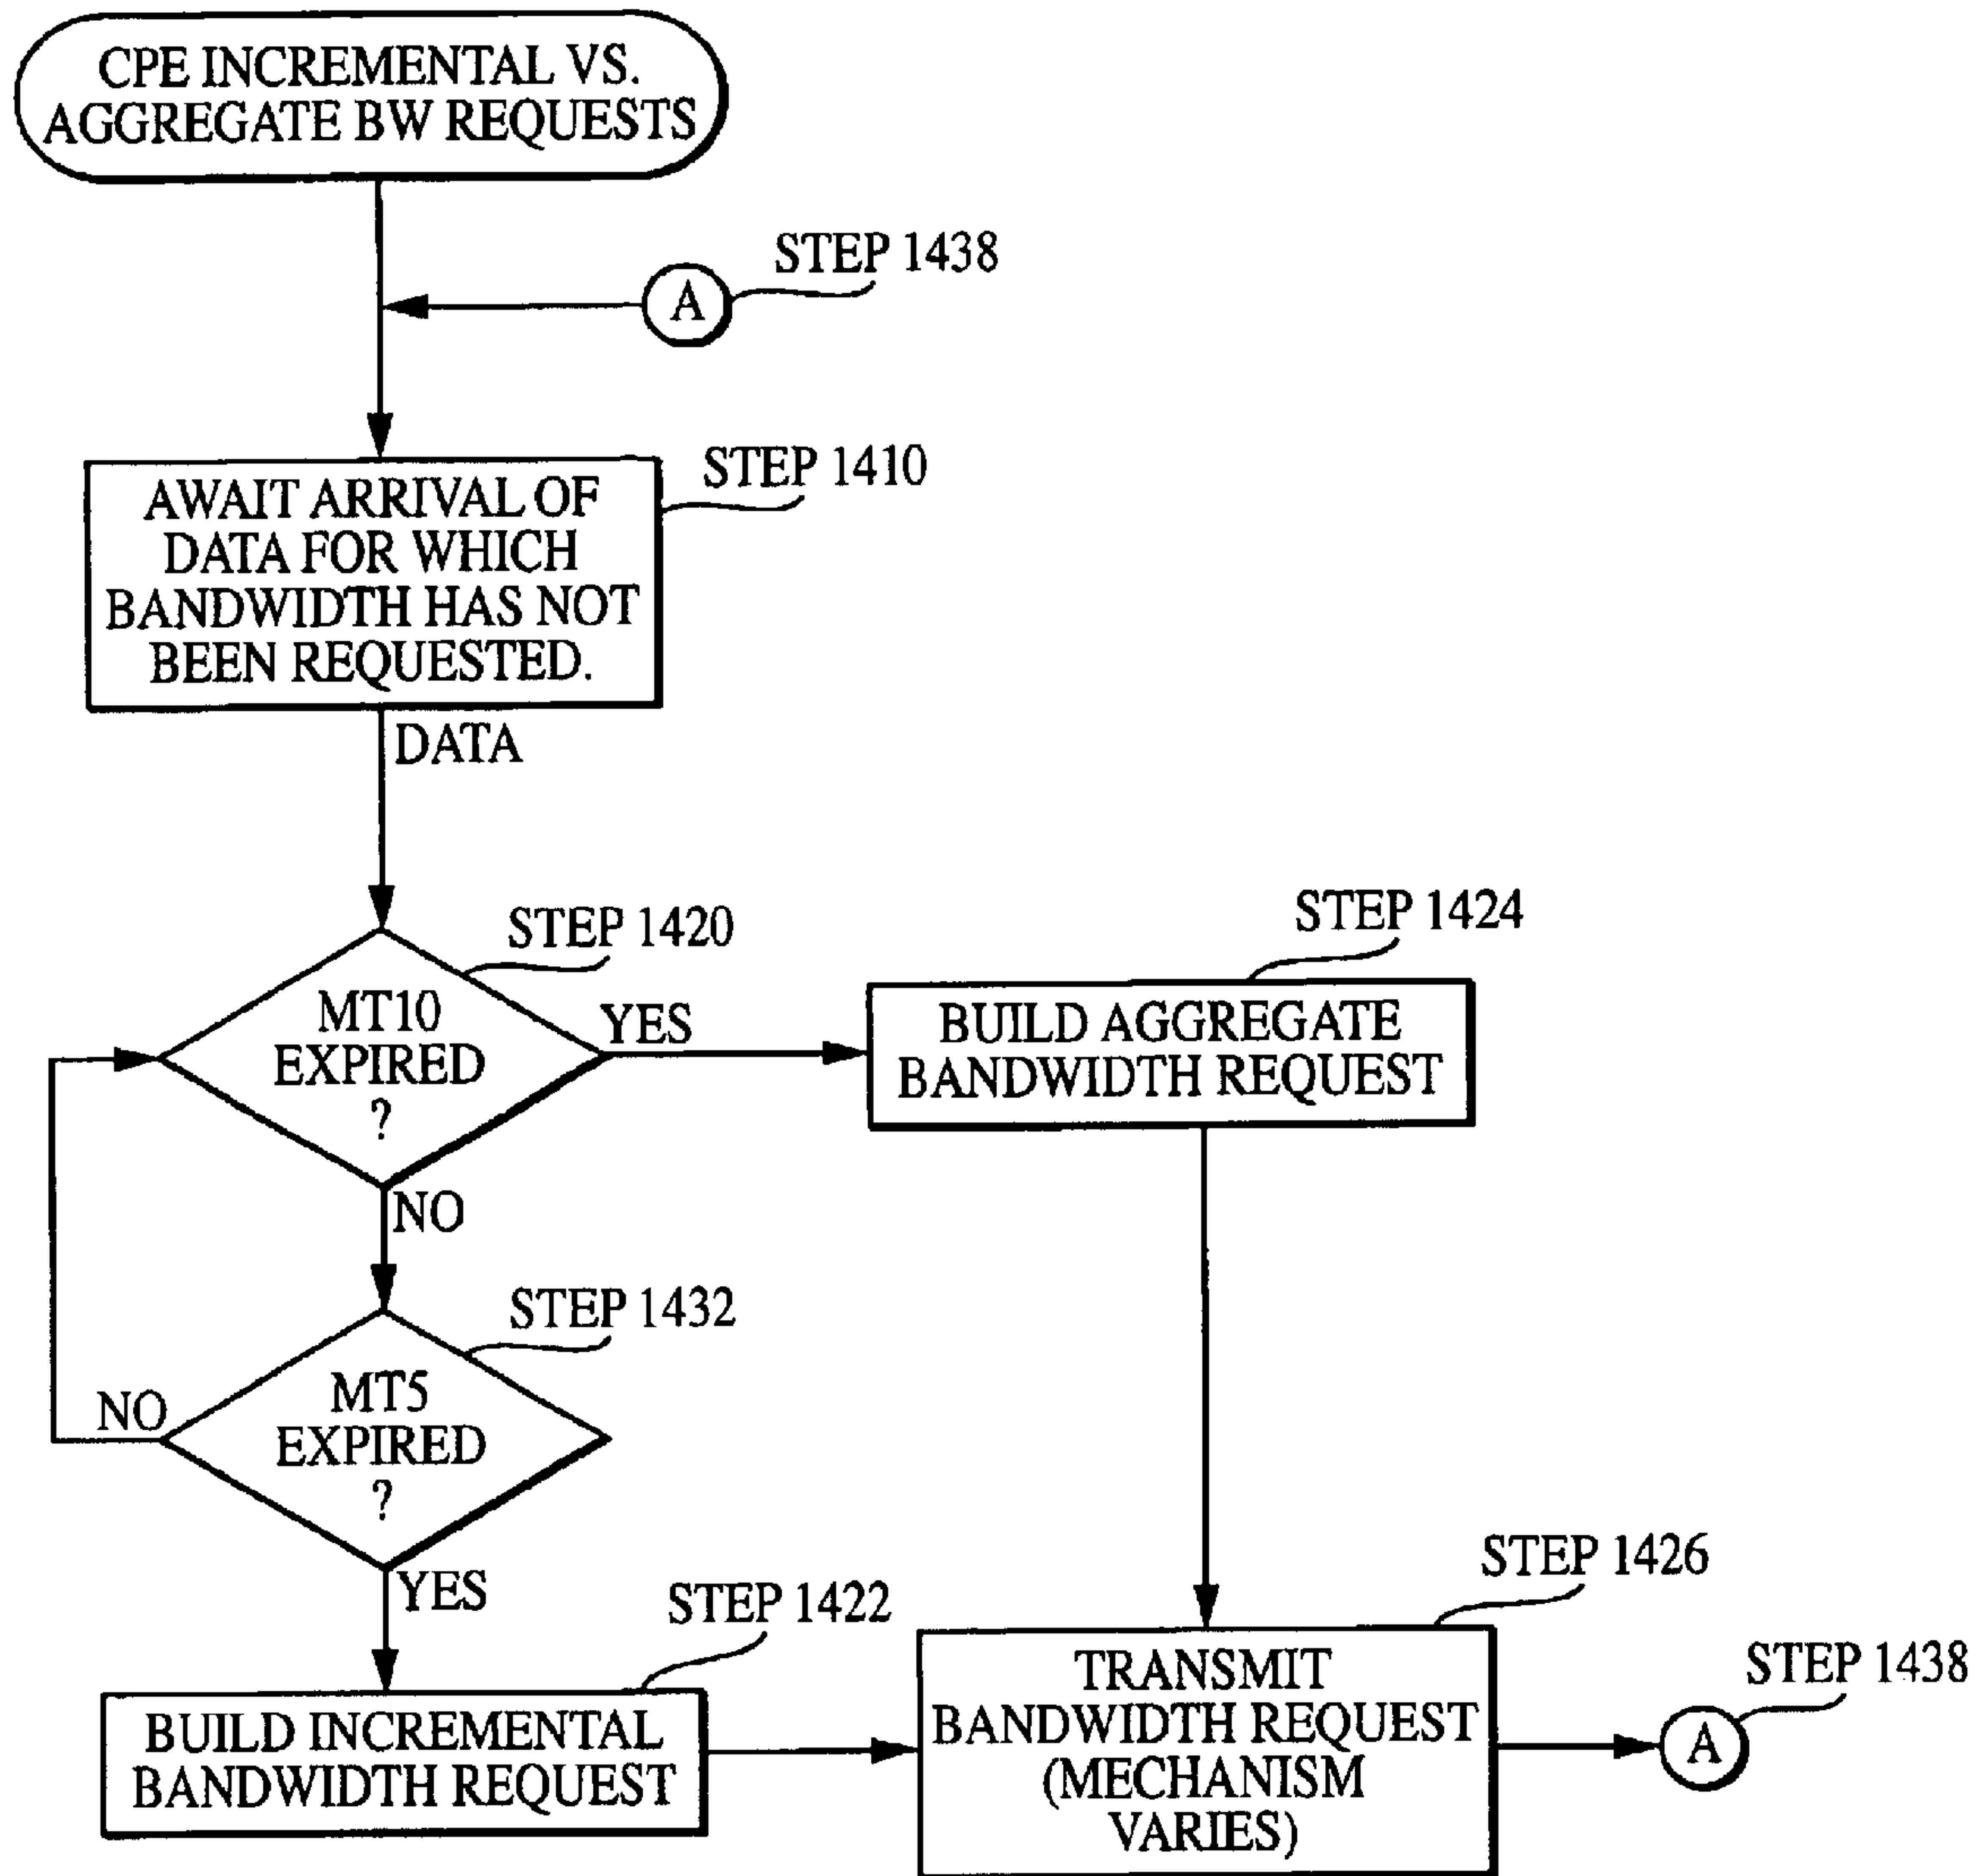 CPE INCREMENTAL VS.
AGGREGATE BW REQUESTS
STEP 1438
A
STEP 1410
AWAIT ARRIVAL OF
DATA FOR WHICH
BANDWIDTH HAS NOT
BEEN REQUESTED.
DATA
STEP 1420
MT10
EXPIRED
?
YES
STEP 1424
BUILD AGGREGATE
BANDWIDTH REQUEST
NO
STEP 1432
MT5
EXPIRED
?
NO
YES
STEP 1422
BUILD INCREMENTAL
BANDWIDTH REQUEST
STEP 1426
TRANSMIT
BANDWIDTH REQUEST
(MECHANISM
VARIES)
STEP 1438
A